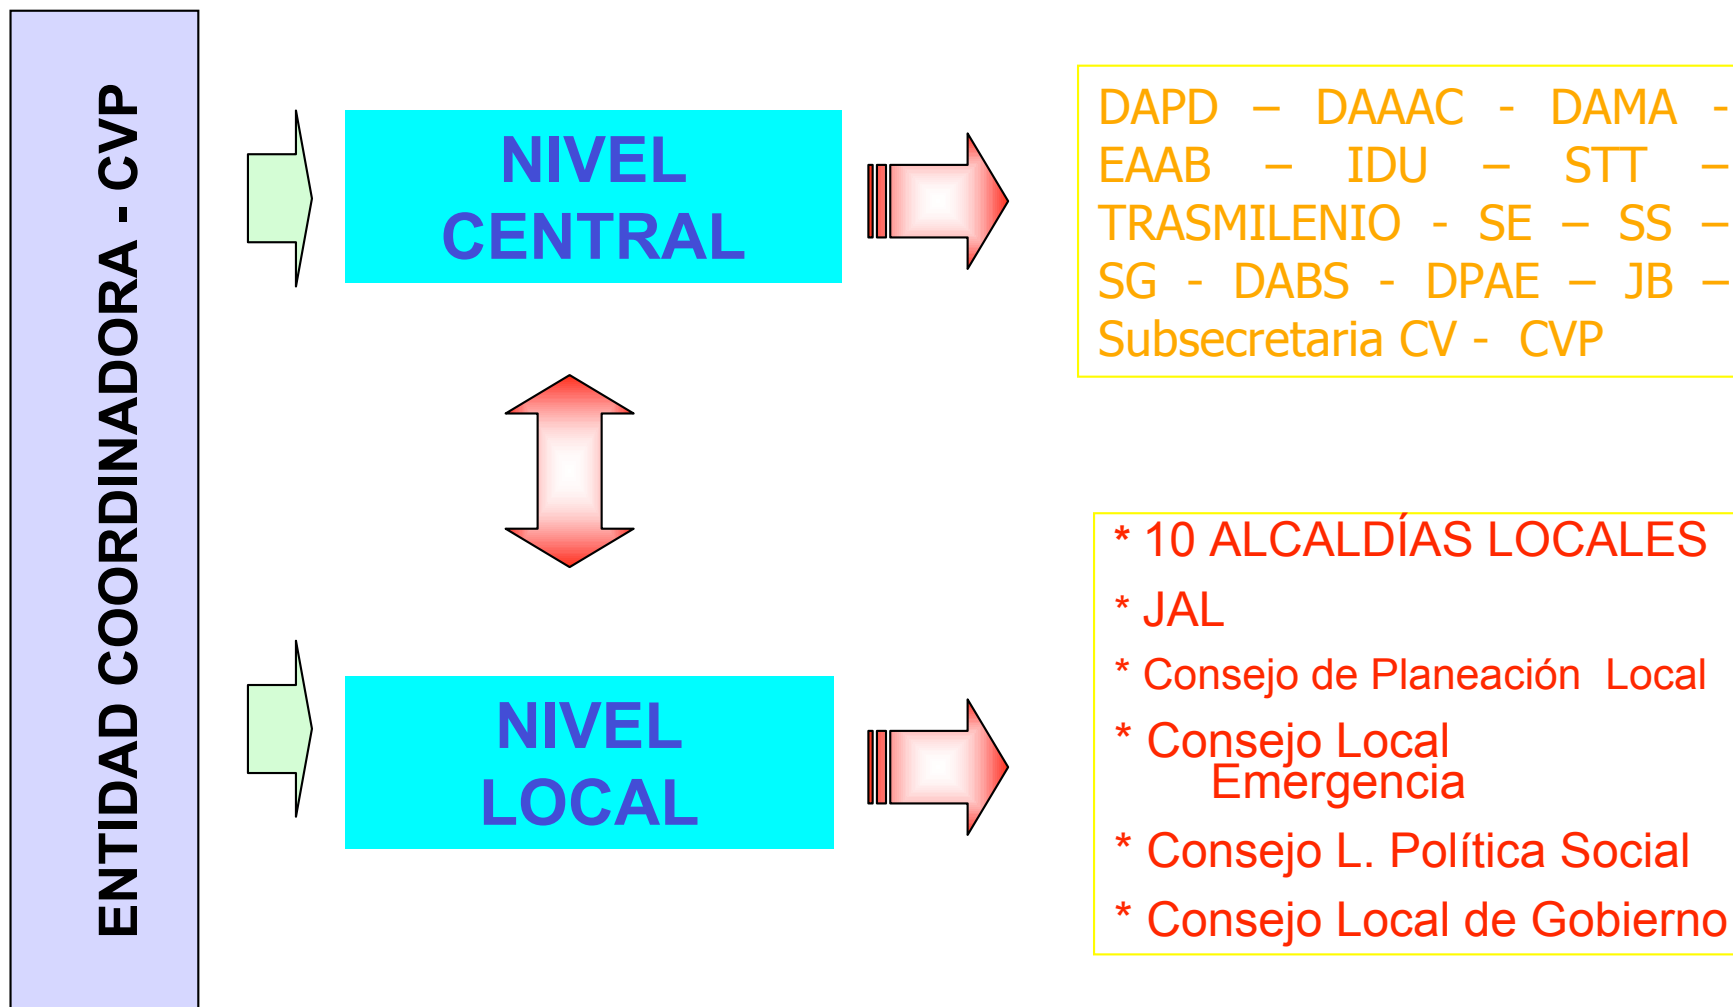 ENTIDAD COORDINADORA - CVP
NIVEL
CENTRAL
DAPD – DAAAC - DAMA -
EAAB – IDU – STT –
TRASMILENIO - SE – SS –
SG - DABS - DPAE – JB –
Subsecretaria CV - CVP
NIVEL
LOCAL
* 10 ALCALDÍAS LOCALES
* JAL
* Consejo de Planeación Local
* Consejo Local
Emergencia
* Consejo L. Política Social
* Consejo Local de Gobierno